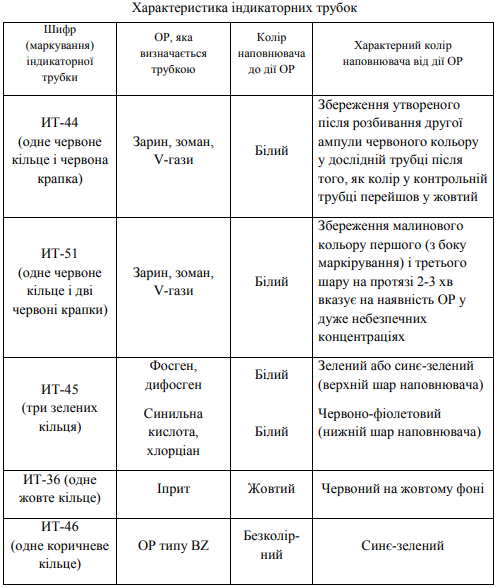 Характеристика індикаторних трубок
Шифр
(маркування)
індикаторної
трубки
ОР, яка
визначається
трубкою
Колір
наповнювача
до дії ОР
Характерний колір
наповнювача від дії ОР
ИТ-44
(одне червоне
кільце і червона
крапка)
Зарин, зоман,
V-гази
Білий
Збереження утвореного
після розбивання другої
ампули червоного кольору
у дослідній трубці після
того, як колір у контрольній
трубці перейшов у жовтий
ИТ-51
(одне червоне
кільце і дві
червоні крапки)
Зарин, зоман,
V-гази
Білий
Збереження малинового
кольору першого (з боку
маркірування) і третього
шару на протязі 2-3 хв
вказує на наявність ОР у
дуже небезпечних
концентраціях
ИТ-45
(три зелених
кільця)
Фосген,
дифосген
Білий
Зелений або синє-зелений
(верхній шар наповнювача)
Синильна
кислота,
хлорціан
Білий
Червоно-фіолетовий
(нижній шар наповнювача)
ИТ-36 (одне
жовте кільце)
Іприт
Жовтий
Червоний на жовтому фоні
ИТ-46
(одне коричневе
кільце)
ОР типу BZ
Безколір-
ний
Синє-зелений